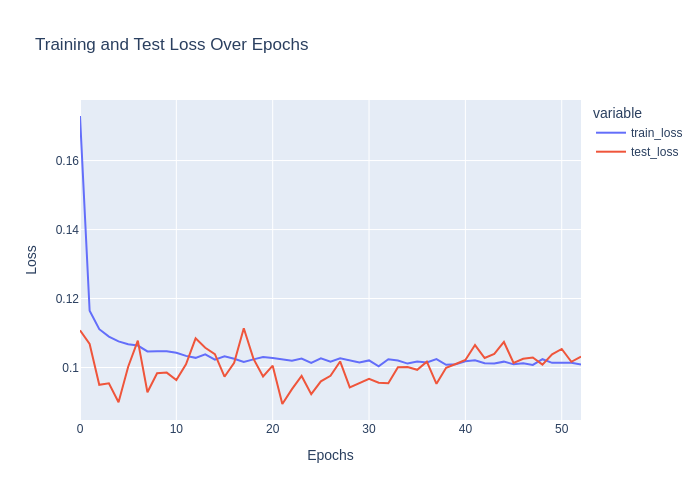 Training and Test Loss Over Epochs
variable
train_loss
test_loss
0.16
0.14
0.12
0.1
Loss
0
10
20
30
40
50
Epochs